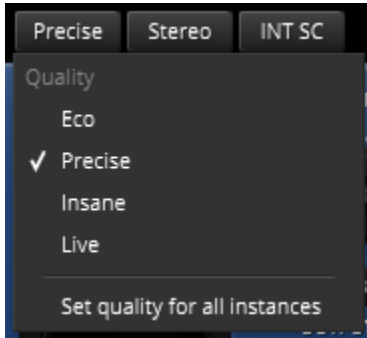 Precise Stereo INT SC
Quality
Eco
✓ Precise
Insane
Live
Set quality for all instances